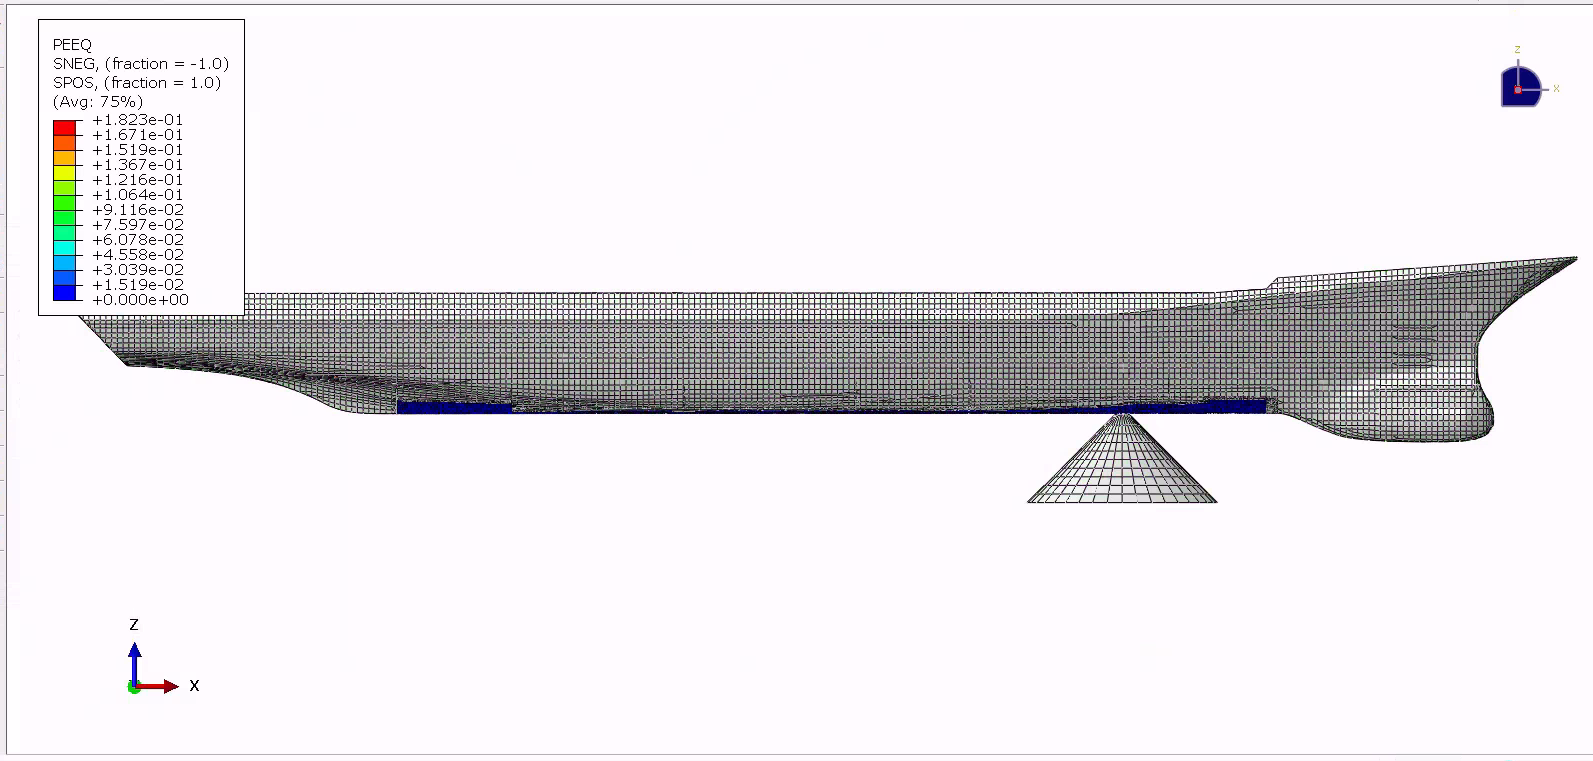 PEEQ
SNEG, (fraction = -1.0)
SPOS, (fraction = 1.0)
(Avg: 75%)
+1.823e-01
+1.671e-01
+1.519e-01
+1.367e-01
+1.216e-01
+1.064e-01
+9.116e-02
+7.597e-02
+6.078e-02
+4.558e-02
+3.039e-02
+1.519e-02
+0.000e+00
Z
X
Z
X